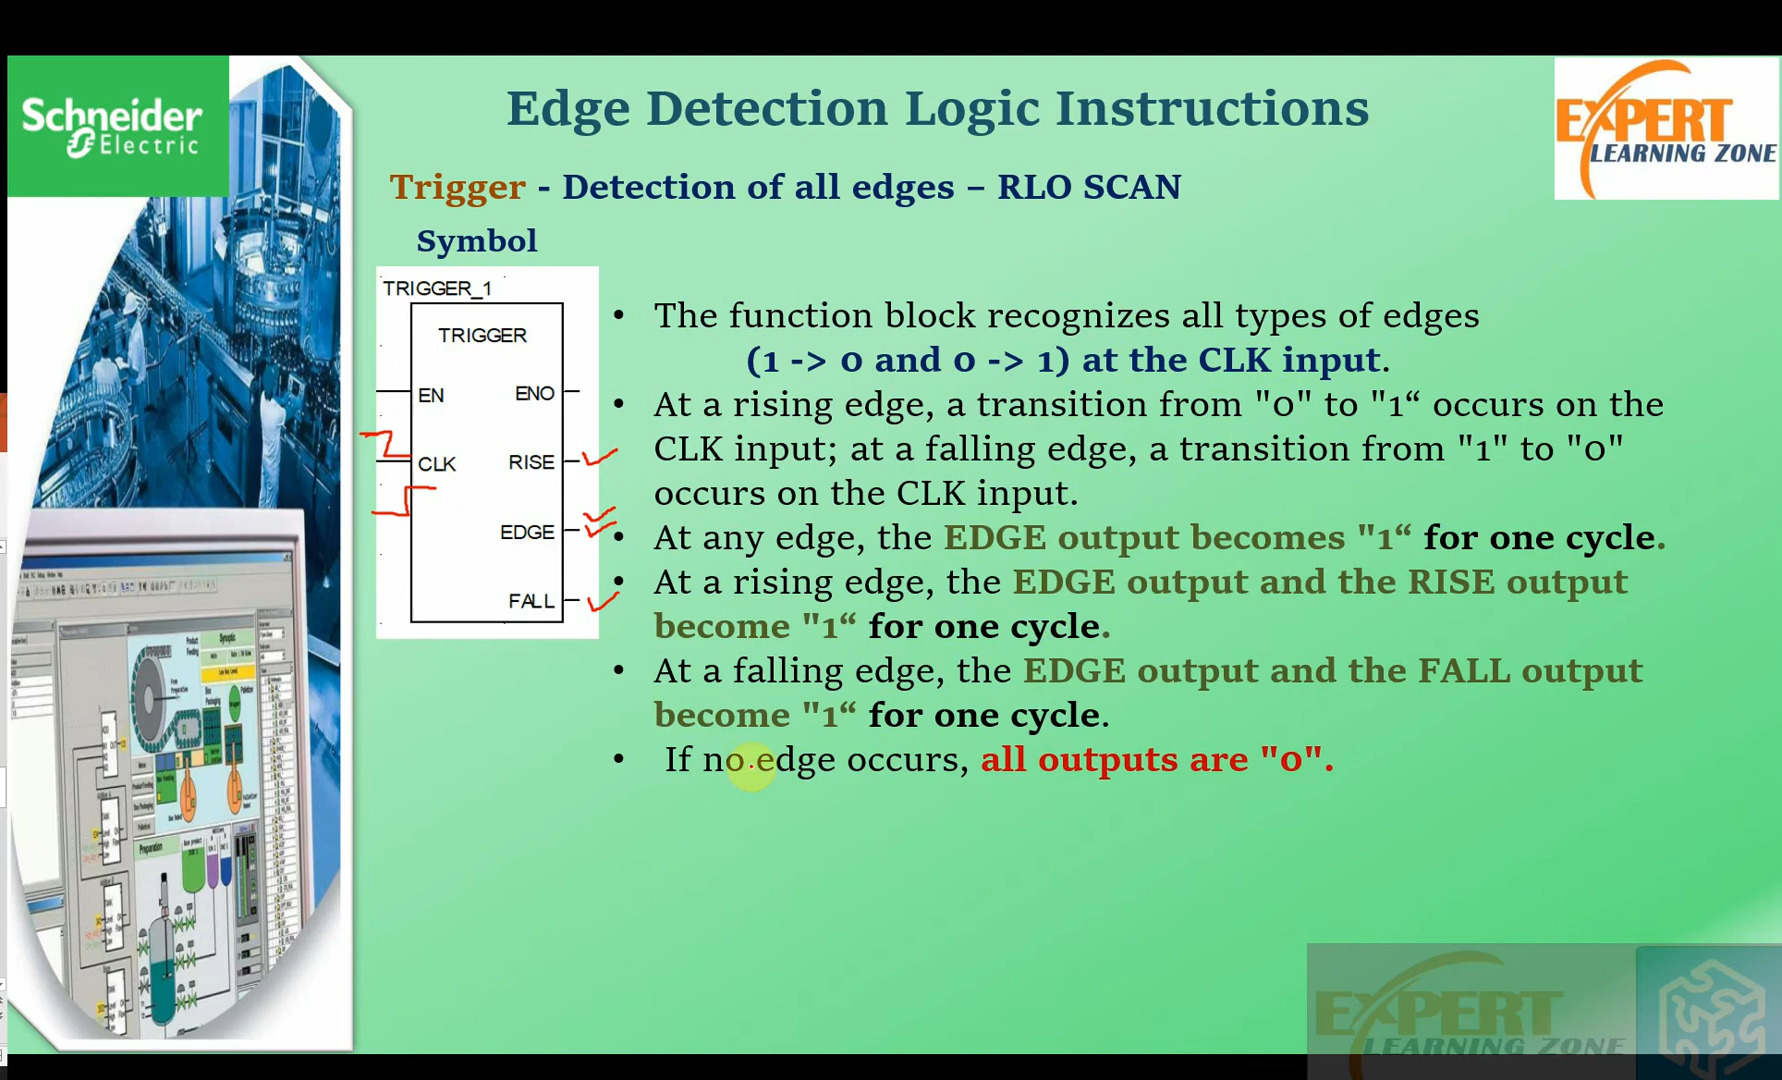 Schneider
Electric
EXPERT
LEARNING ZONE
Edge Detection Logic Instructions
Trigger - Detection of all edges – RLO SCAN
Symbol
TRIGGER_1
TRIGGER
EN ENO
CLK RISE
EDGE
FALL
• The function block recognizes all types of edges
(1 -> 0 and 0 -> 1) at the CLK input.
• At a rising edge, a transition from "0" to "1“ occurs on the
CLK input; at a falling edge, a transition from "1" to "0"
occurs on the CLK input.
• At any edge, the EDGE output becomes "1“ for one cycle.
• At a rising edge, the EDGE output and the RISE output
become "1“ for one cycle.
• At a falling edge, the EDGE output and the FALL output
become "1“ for one cycle.
• If no edge occurs, all outputs are "0".
Synoptic
Product
Feeding
Preparation
EXPERT
LEARNING ZONE